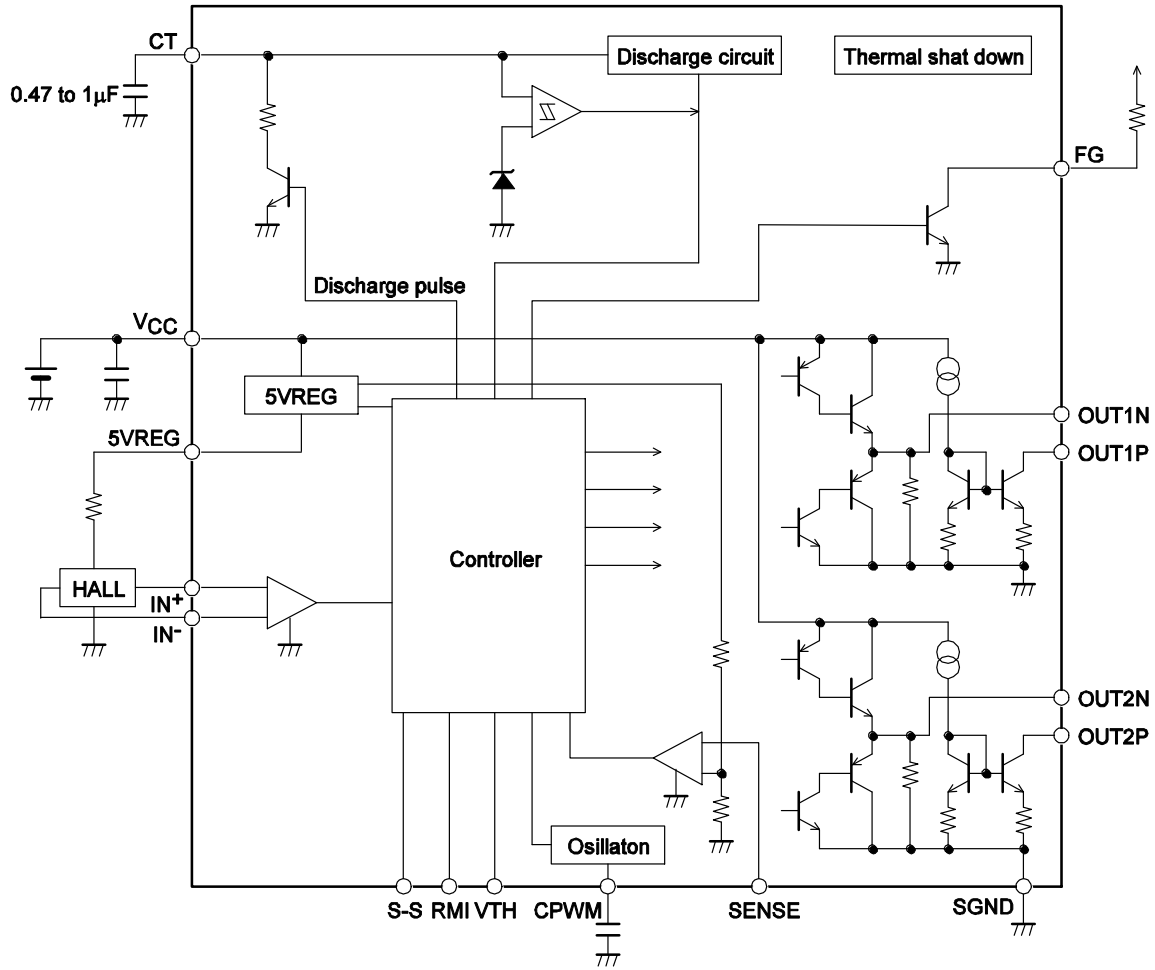 CT
Discharge circuit
Thermal shat down
0.47 to 1μF
FG
Discharge pulse
VCC
5VREG
OUT1N
5VREG
OUT1P
Controller
HALL
IN+
IN-
OUT2N
OUT2P
Osillaton
S-S
RMI
VTH
CPWM
SENSE
SGND